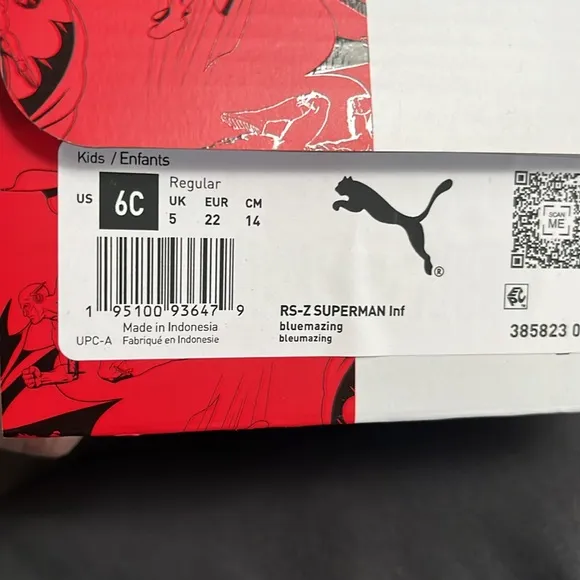 Kids / Enfants
Regular
US 6C UK EUR CM
5 22 14
1 95100 93647 9
Made in Indonesia
UPC-A Fabriqué en Indonesie
®
RS-Z SUPERMAN Inf
bluemazing
bleumazing
SCAN
ME
385823 0